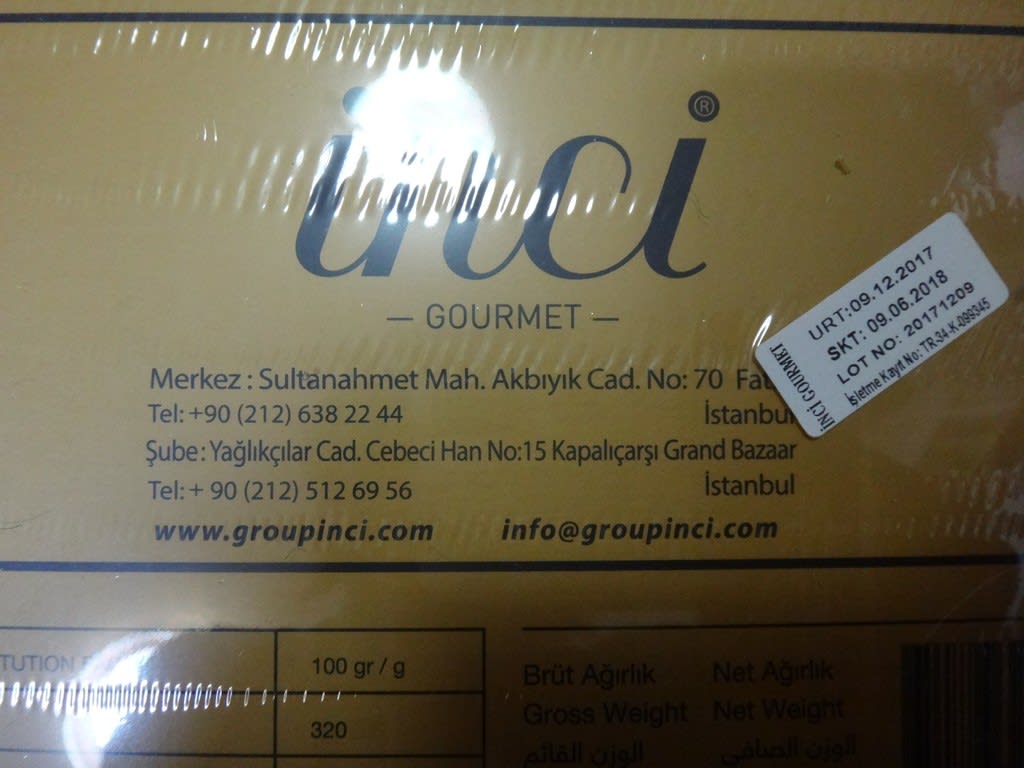 inci®
— GOURMET —
Merkez : Sultanahmet Mah. Akbıyık Cad. No: 70
Tel: +90 (212) 638 22 44 İstanbul
Şube : Yağlıkçılar Cad. Cebeci Han No:15 Kapalıçarşı Grand Bazaar
Tel: + 90 (212) 512 69 56 İstanbul
www.groupinci.com info@groupinci.com
İNCİ GOURMET
URT:09.12.2017
SKT: 09.06.2018
LOT NO: 20171209
İşletme Kayıt No: TR-34-K-099345
100 gr / g
320
Brüt Ağırlık Net Ağırlık
Gross Weight Net Weight
الوزن القائم الوزن الصافي